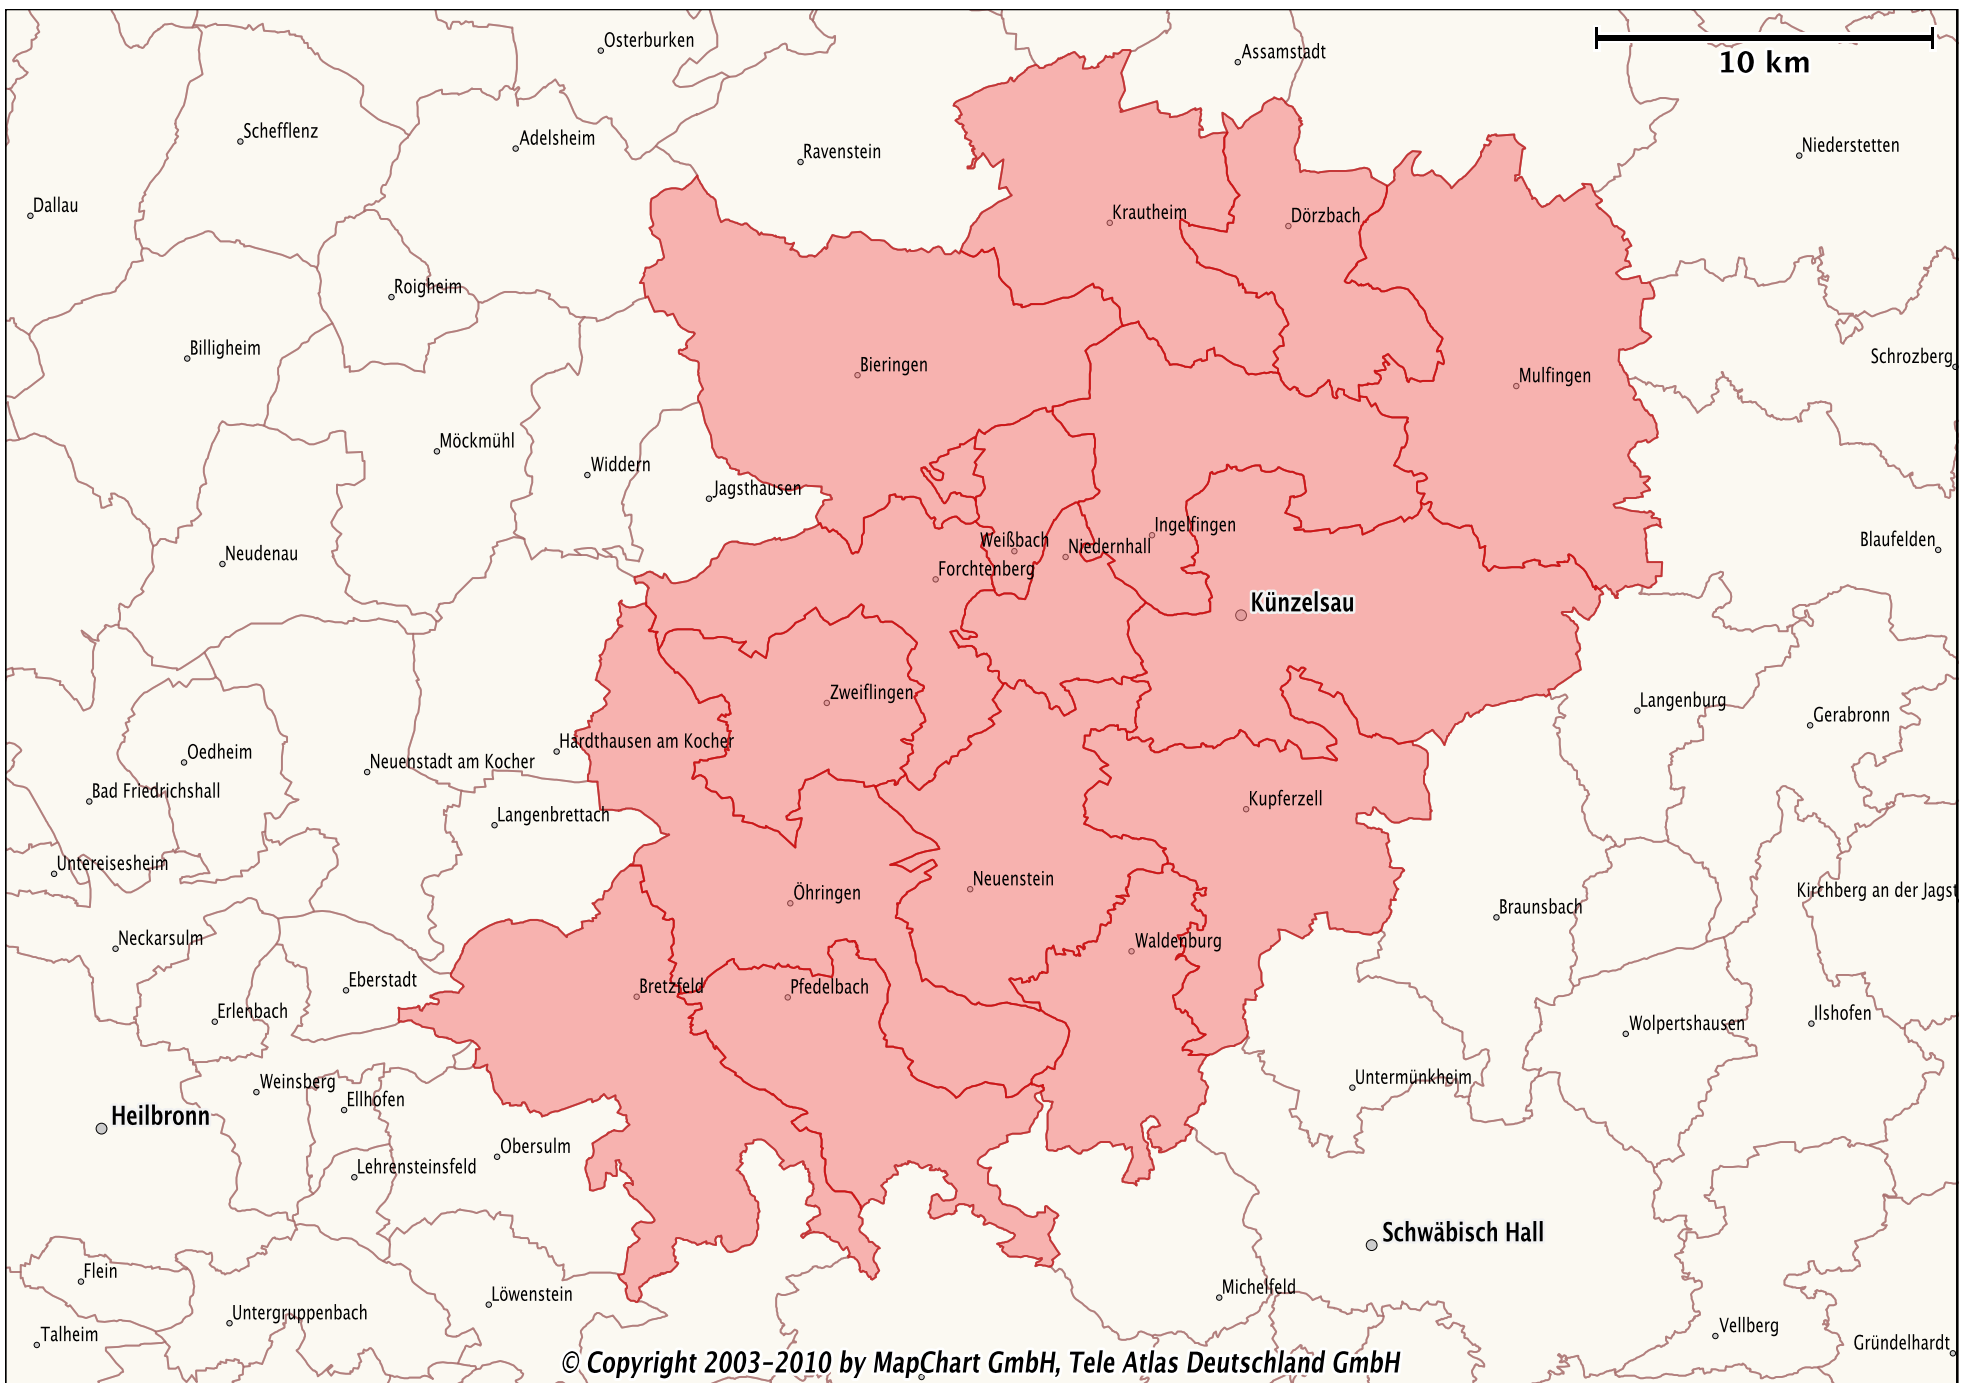 Osterburken
Assamstadt
10 km
Schefflenz
Adelsheim
Ravenstein
Niederstetten
Dallau
Krautheim
Dörzbach
Roigheim
Billigheim
Bieringen
Mulfingen
Schrozberg
Möckmühl
Widdern
Jagsthausen
Ingelfingen
Neudenau
Weißbach
Niedernhall
Blaufelden
Forchtenberg
Künzelsau
Zweiflingen
Langenburg
Gerabronn
Oedheim
Hardthausen am Kocher
Neuenstadt am Kocher
Bad Friedrichshall
Langenbrettach
Kupferzell
Untereisesheim
Öhringen
Neuenstein
Kirchberg an der Jagst
Braunsbach
Neckarsulm
Waldenburg
Eberstadt
Bretzfeld
Pfedelbach
Erlenbach
Wolpertshausen
Ilshofen
Weinsberg
Ellhofen
Untermünkheim
Heilbronn
Obersulm
Lehrensteinsfeld
Schwäbisch Hall
Flein
Löwenstein
Michelfeld
Untergruppenbach
Talheim
Vellberg
Gründelhardt
© Copyright 2003-2010 by MapChart GmbH, Tele Atlas Deutschland GmbH